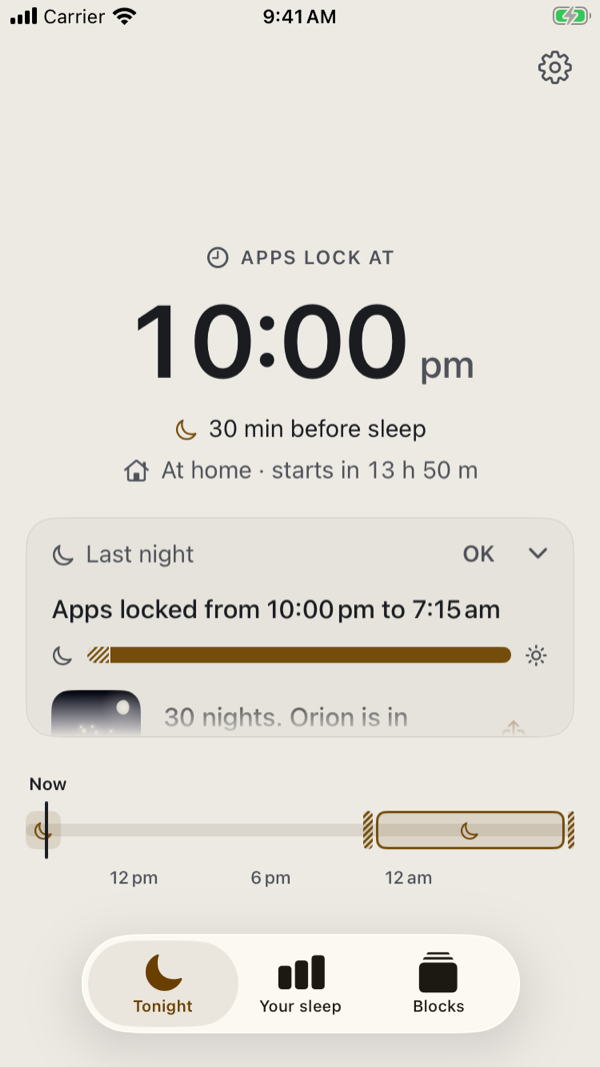 Carrier 9:41 AM
APPS LOCK AT
10:00 pm
30 min before sleep
At home · starts in 13 h 50 m
Last night OK
Apps locked from 10:00 pm to 7:15 am
30 nights. Orion is in
Now
12 pm 6 pm 12 am
Tonight Your sleep Blocks